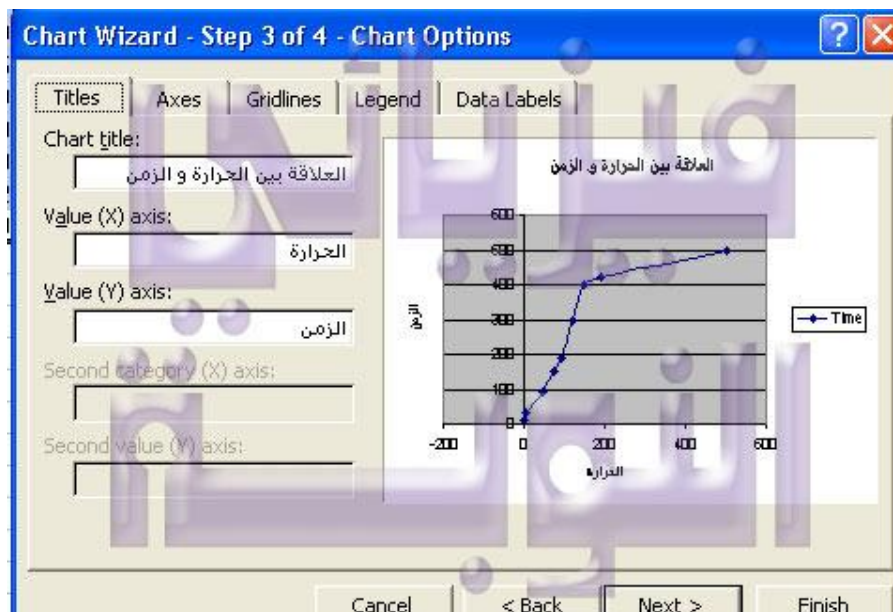 Chart Wizard - Step 3 of 4 - Chart Options
Titles Axes Gridlines Legend Data Labels
Chart title:
العلاقة بين الحرارة و الزمن
Value (X) axis:
الحرارة
Value (Y) axis:
الزمن
Second category (X) axis:
Second value (Y) axis:
العلاقة بين الحرارة و الزمن
600
500
400
300
200
100
0
-200 0 200 400 600
الزمن
الحرارة
Time
Cancel < Back Next > Finish